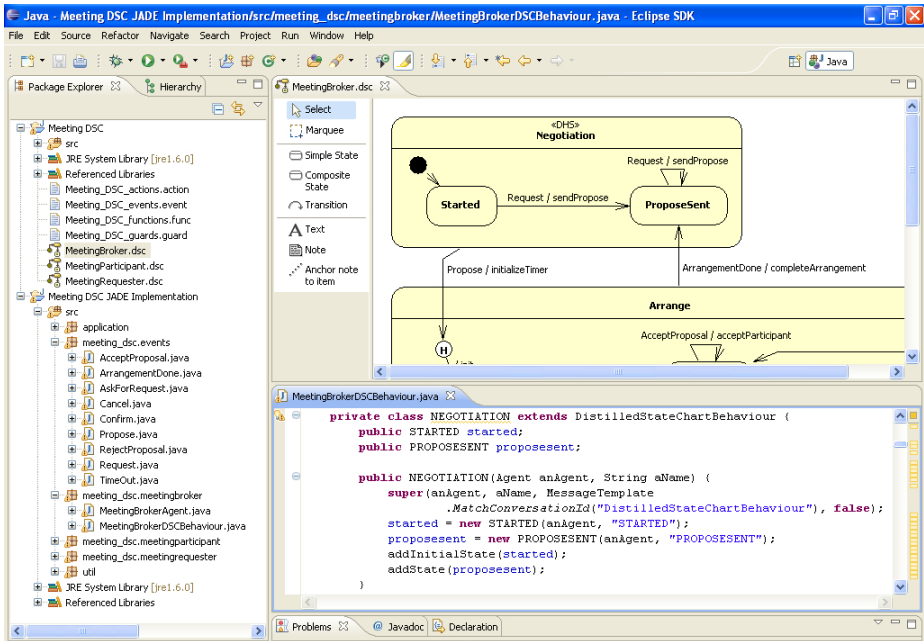 Java - Meeting DSC JADE Implementation/src/meeting_dsc/meetingbroker/MeetingBrokerDSCBehaviour.java - Eclipse SDK
File Edit Source Refactor Navigate Search Project Run Window Help
Java
Package Explorer Hierarchy
Meeting DSC
src
JRE System Library [jre1.6.0]
Referenced Libraries
Meeting_DSC_actions.action
Meeting_DSC_events.event
Meeting_DSC_functions.func
Meeting_DSC_guards.guard
MeetingBroker.dsc
MeetingParticipant.dsc
MeetingRequester.dsc
Meeting DSC JADE Implementation
src
application
meeting_dsc.events
AcceptProposal.java
ArrangementDone.java
AskForRequest.java
Cancel.java
Confirm.java
Propose.java
RejectProposal.java
Request.java
TimeOut.java
meeting_dsc.meetingbroker
MeetingBrokerAgent.java
MeetingBrokerDSCBehaviour.java
meeting_dsc.meetingparticipant
meeting_dsc.meetingrequester
util
JRE System Library [jre1.6.0]
Referenced Libraries
MeetingBroker.dsc
Select
Marquee
Simple State
Composite
State
Transition
Text
Note
Anchor note
to item
«DHS»
Negotiation
Request / sendPropose
Started
Request / sendPropose
ProposeSent
Propose / initializeTimer
ArrangementDone / completeArrangement
Arrange
AcceptProposal / acceptParticipant
H
MeetingBrokerDSCBehaviour.java
private class NEGOTIATION extends DistilledStateChartBehaviour {
public STARTED started;
public PROPOSESENT proposesent;
public NEGOTIATION(Agent anAgent, String aName) {
super(anAgent, aName, MessageTemplate
.MatchConversationId("DistilledStateChartBehaviour"), false);
started = new STARTED(anAgent, "STARTED");
proposesent = new PROPOSESENT(anAgent, "PROPOSESENT");
addInitialState(started);
addState(proposesent);
}
Problems Javadoc Declaration